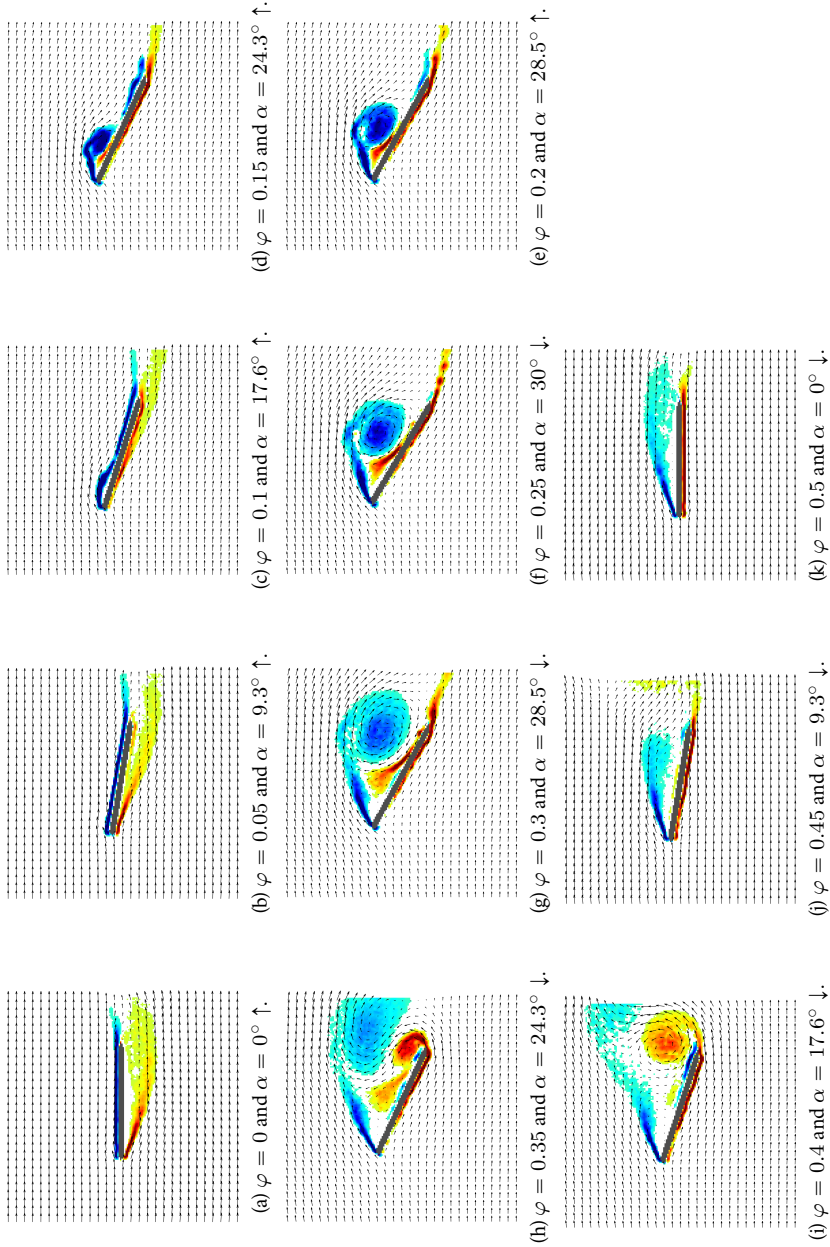 (a) φ = 0 and α = 0° ↑.
(b) φ = 0.05 and α = 9.3° ↑.
(c) φ = 0.1 and α = 17.6° ↑.
(d) φ = 0.15 and α = 24.3° ↑.
(h) φ = 0.35 and α = 24.3° ↓.
(g) φ = 0.3 and α = 28.5° ↓.
(f) φ = 0.25 and α = 30° ↓.
(e) φ = 0.2 and α = 28.5° ↑.
(i) φ = 0.4 and α = 17.6° ↓.
(j) φ = 0.45 and α = 9.3° ↓.
(k) φ = 0.5 and α = 0° ↓.